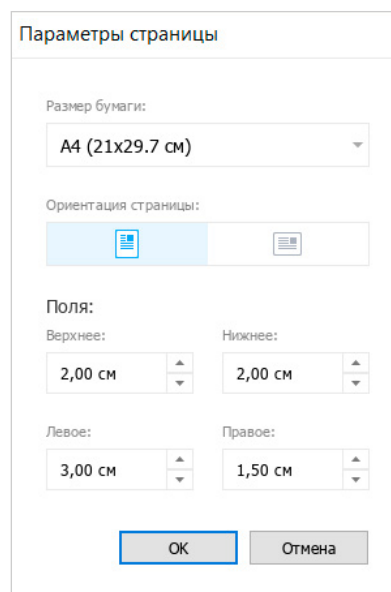 Параметры страницы
Размер бумаги:
A4 (21x29.7 см)
Ориентация страницы:
Поля:
Верхнее: Нижнее:
2,00 см 2,00 см
Левое: Правое:
3,00 см 1,50 см
ОК Отмена